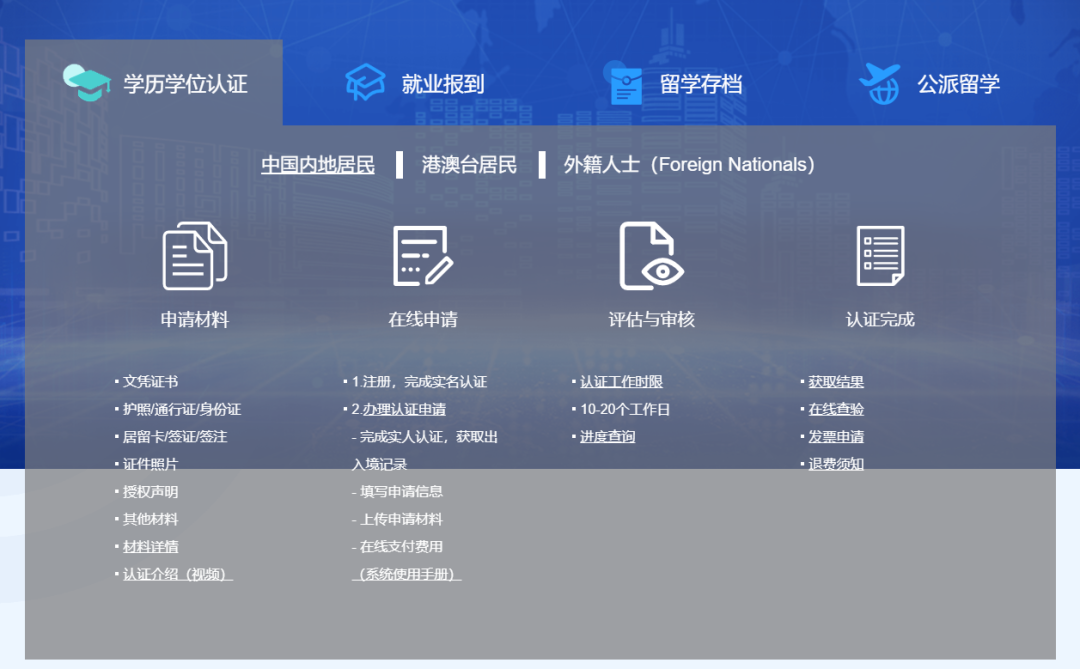 学历学位认证
就业报到
留学存档
公派留学
中国内地居民
港澳台居民
外籍人士（Foreign Nationals）
申请材料
在线申请
评估与审核
认证完成
▪ 文凭证书
▪ 护照/通行证/身份证
▪ 居留卡/签证/签注
▪ 证件照片
▪ 授权声明
▪ 其他材料
▪ 材料详情
▪ 认证介绍（视频）
▪ 1.注册，完成实名认证
▪ 2.办理认证申请
- 完成实人认证，获取出
入境记录
- 填写申请信息
- 上传申请材料
- 在线支付费用
（系统使用手册）
▪ 认证工作时限
▪ 10-20个工作日
▪ 进度查询
▪ 获取结果
▪ 在线查验
▪ 发票申请
▪ 退费须知